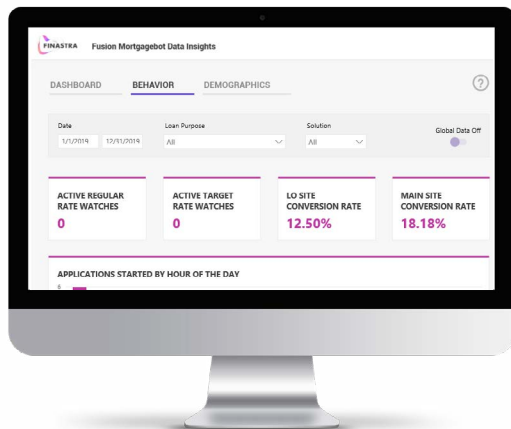 FINASTRA Fusion Mortgagebot Data Insights
DASHBOARD BEHAVIOR DEMOGRAPHICS
?
Date Loan Purpose Solution Global Data Off
1/1/2019 12/31/2019 All All
ACTIVE REGULAR
RATE WATCHES
0
ACTIVE TARGET
RATE WATCHES
0
LO SITE
CONVERSION RATE
12.50%
MAIN SITE
CONVERSION RATE
18.18%
APPLICATIONS STARTED BY HOUR OF THE DAY
6